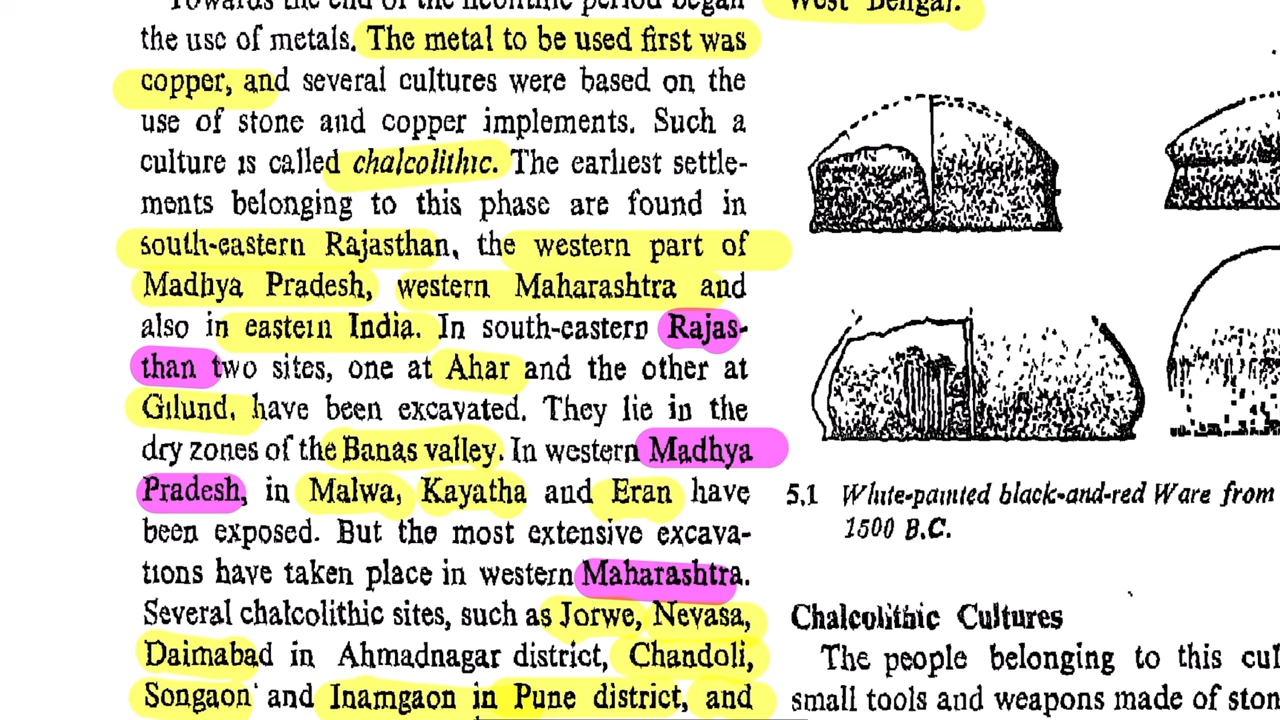 Towards the end of the neolithic period began
the use of metals. The metal to be used first was
copper, and several cultures were based on the
use of stone and copper implements. Such a
culture is called chalcolithic. The earliest settle-
ments belonging to this phase are found in
south-eastern Rajasthan, the western part of
Madhya Pradesh, western Maharashtra and
also in eastern India. In south-eastern Rajas-
than two sites, one at Ahar and the other at
Gilund, have been excavated. They lie in the
dry zones of the Banas valley. In western Madhya
Pradesh, in Malwa, Kayatha and Eran have
been exposed. But the most extensive excava-
tions have taken place in western Maharashtra.
Several chalcolithic sites, such as Jorwe, Nevasa,
Daimabad in Ahmadnagar district, Chandoli,
Songaon and Inamgaon in Pune district, and
West Bengal.
5.1 White-painted black-and-red Ware from
1500 B.C.
Chalcolithic Cultures
The people belonging to this cul
small tools and weapons made of ston